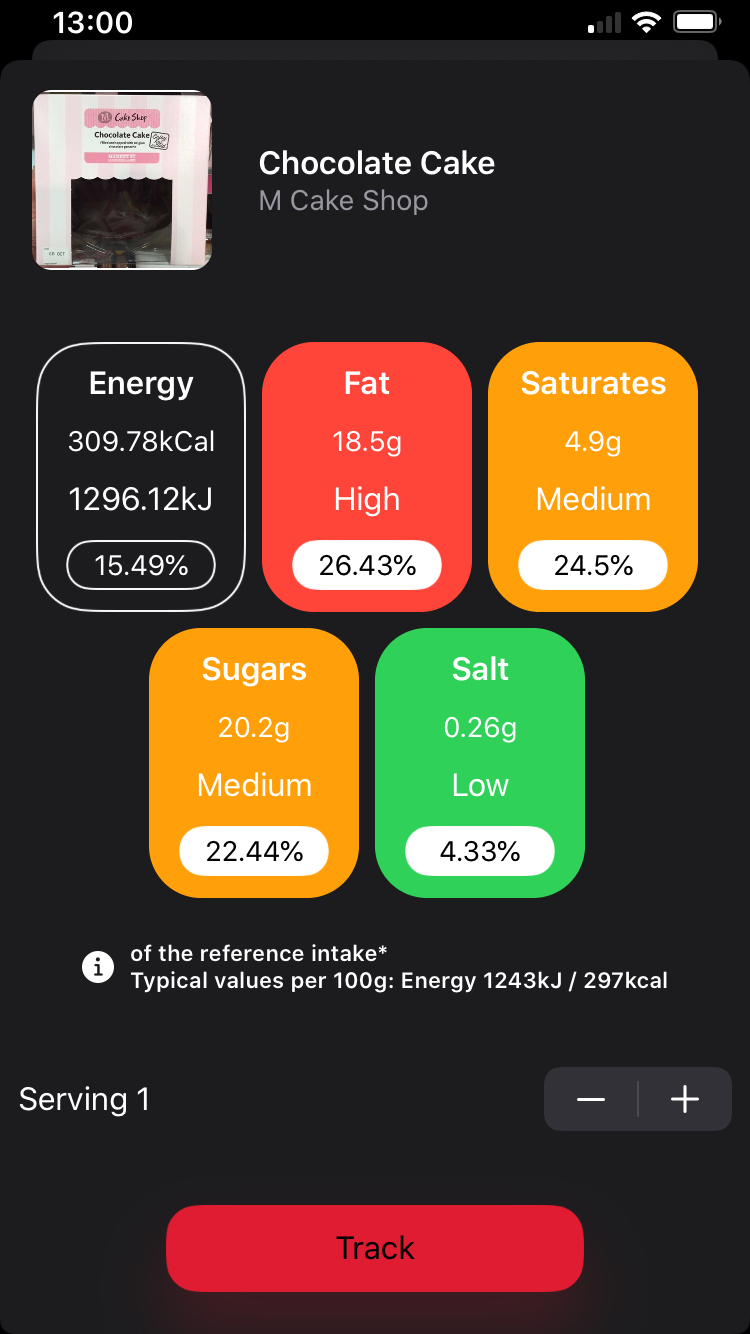 13:00
M Cake Shop
Chocolate Cake
MARKET ST
Chocolate Cake
M Cake Shop
Energy
309.78kCal
1296.12kJ
15.49%
Fat
18.5g
High
26.43%
Saturates
4.9g
Medium
24.5%
Sugars
20.2g
Medium
22.44%
Salt
0.26g
Low
4.33%
of the reference intake*
Typical values per 100g: Energy 1243kJ / 297kcal
Serving 1
Track